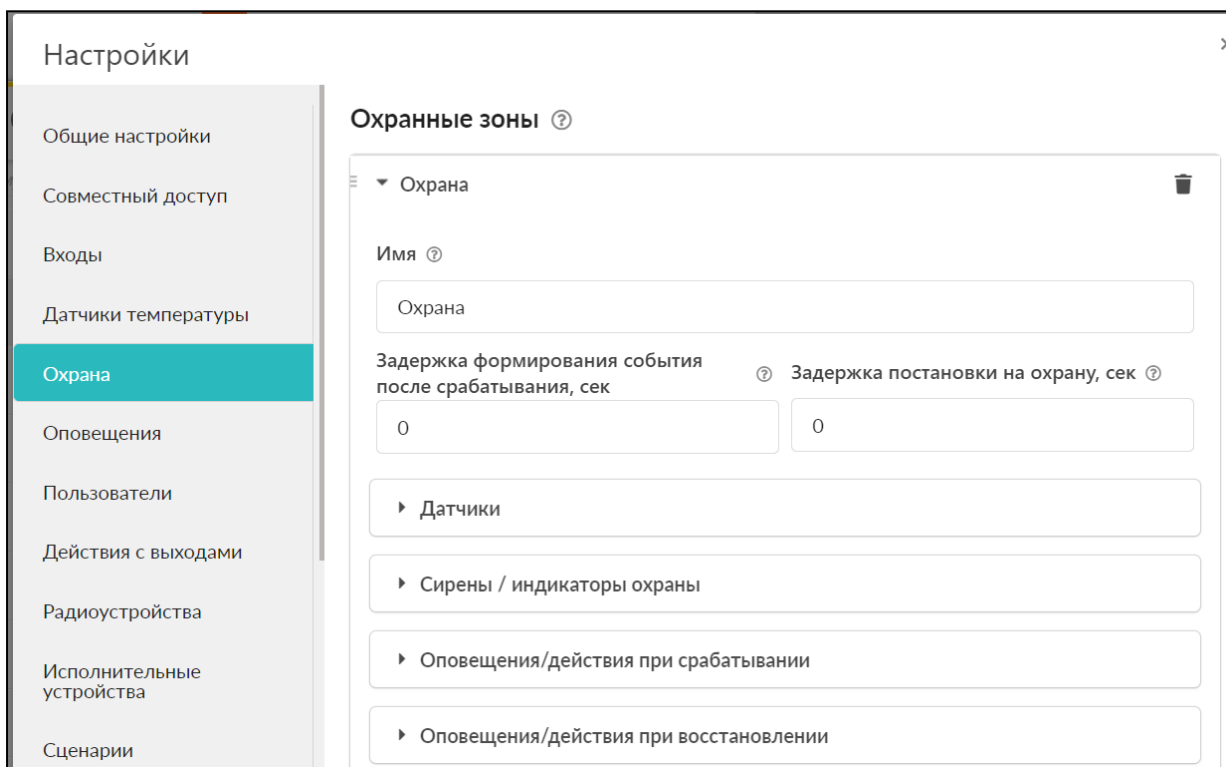 Настройки
Общие настройки
Совместный доступ
Входы
Датчики температуры
Охрана
Оповещения
Пользователи
Действия с выходами
Радиоустройства
Исполнительные
устройства
Сценарии
Охранные зоны
Охрана
Имя
Охрана
Задержка формирования события
после срабатывания, сек
0
Задержка постановки на охрану, сек
0
Датчики
Сирены / индикаторы охраны
Оповещения/действия при срабатывании
Оповещения/действия при восстановлении